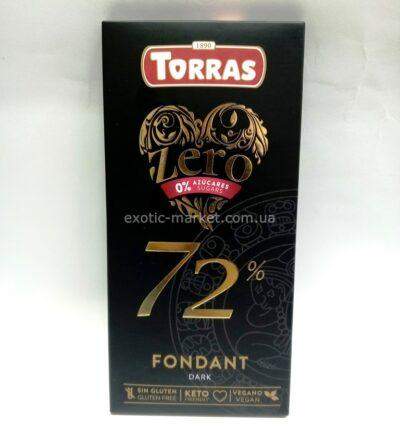 1890
TORRAS
Zero
0% AZÚCARES
SUGARS
exotic-market.com.ua
72%
FONDANT
DARK
SIN GLUTEN
GLUTEN FREE
KETO
FRIENDLY
VEGANO
VEGAN